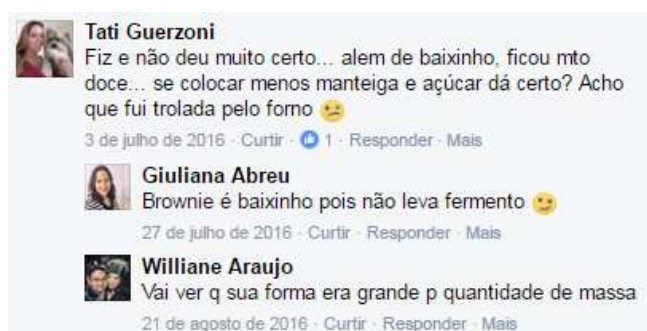 Tati Guerzoni
Fiz e não deu muito certo... alem de baixinho, ficou mto
doce... se colocar menos manteiga e açúcar dá certo? Acho
que fui trolada pelo forno
3 de julho de 2016 · Curtir · 1 · Responder · Mais
Giuliana Abreu
Brownie é baixinho pois não leva fermento
27 de julho de 2016 · Curtir · Responder · Mais
Williane Araujo
Vai ver q sua forma era grande p quantidade de massa
21 de agosto de 2016 · Curtir · Responder · Mais